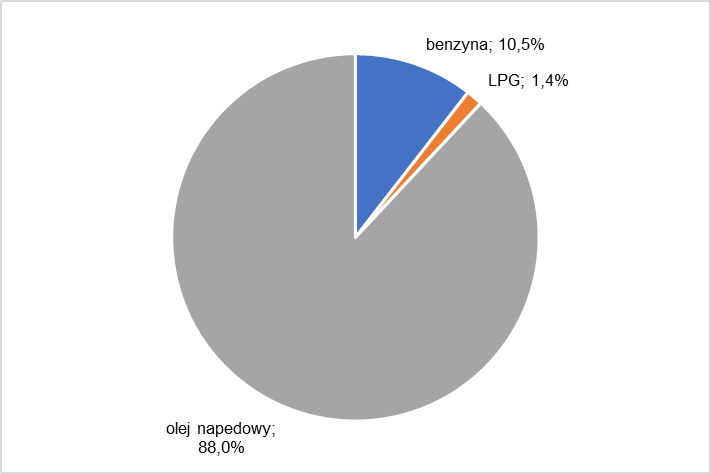 benzyna; 10,5%
LPG; 1,4%
olej napedowy;
88,0%